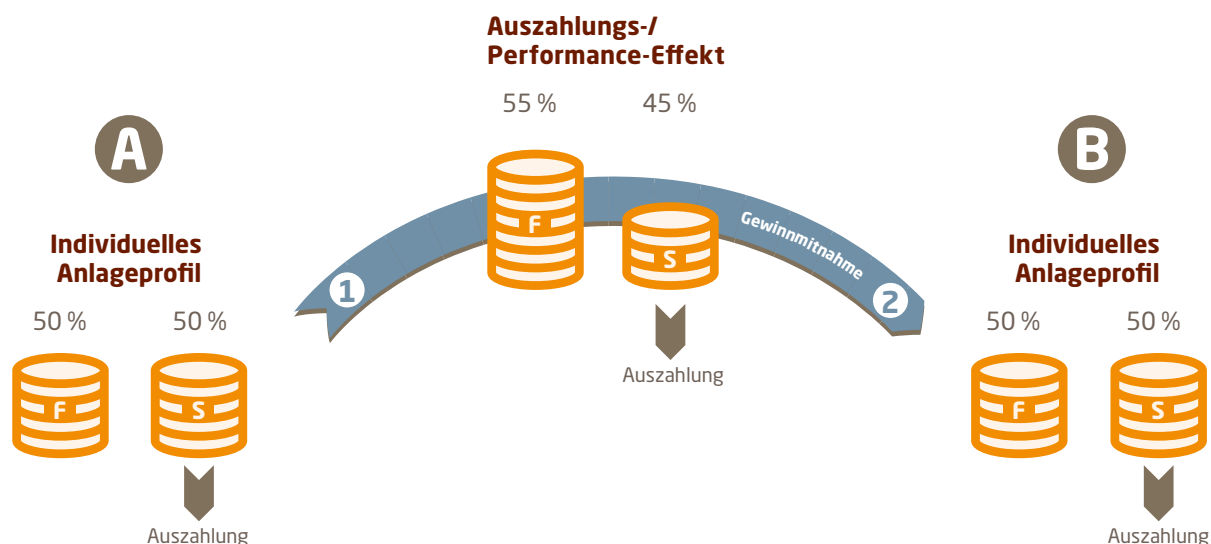 A
Individuelles
Anlageprofil
50 % 50 %
F S
Auszahlung
1
Auszahlungs-/
Performance-Effekt
55 % 45 %
F
S
Auszahlung
Gewinnmitnahme
2
B
Individuelles
Anlageprofil
50 % 50 %
F S
Auszahlung